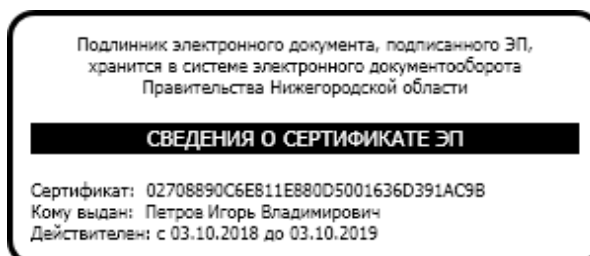 Подлинник электронного документа, подписанного ЭП,
хранится в системе электронного документооборота
Правительства Нижегородской области
СВЕДЕНИЯ О СЕРТИФИКАТЕ ЭП
Сертификат: 02708890C6E811E880D5001636D391AC9B
Кому выдан: Петров Игорь Владимирович
Действителен: с 03.10.2018 до 03.10.2019